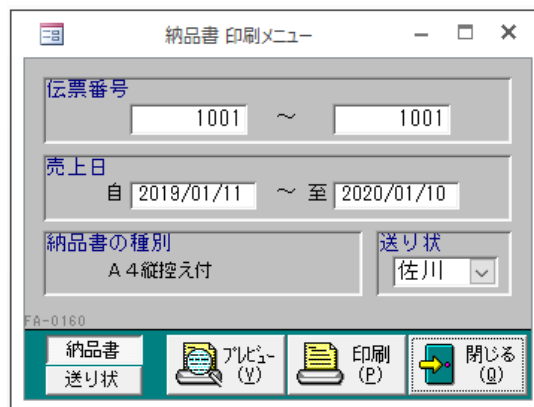 納品書 印刷メニュー
伝票番号
1001 ～ 1001
売上日
自 2019/01/11 ～ 至 2020/01/10
納品書の種別 送り状
A4縦控え付 佐川
FA-0160
納品書 プレビュー 印刷 閉じる
送り状 (V) (P) (Q)